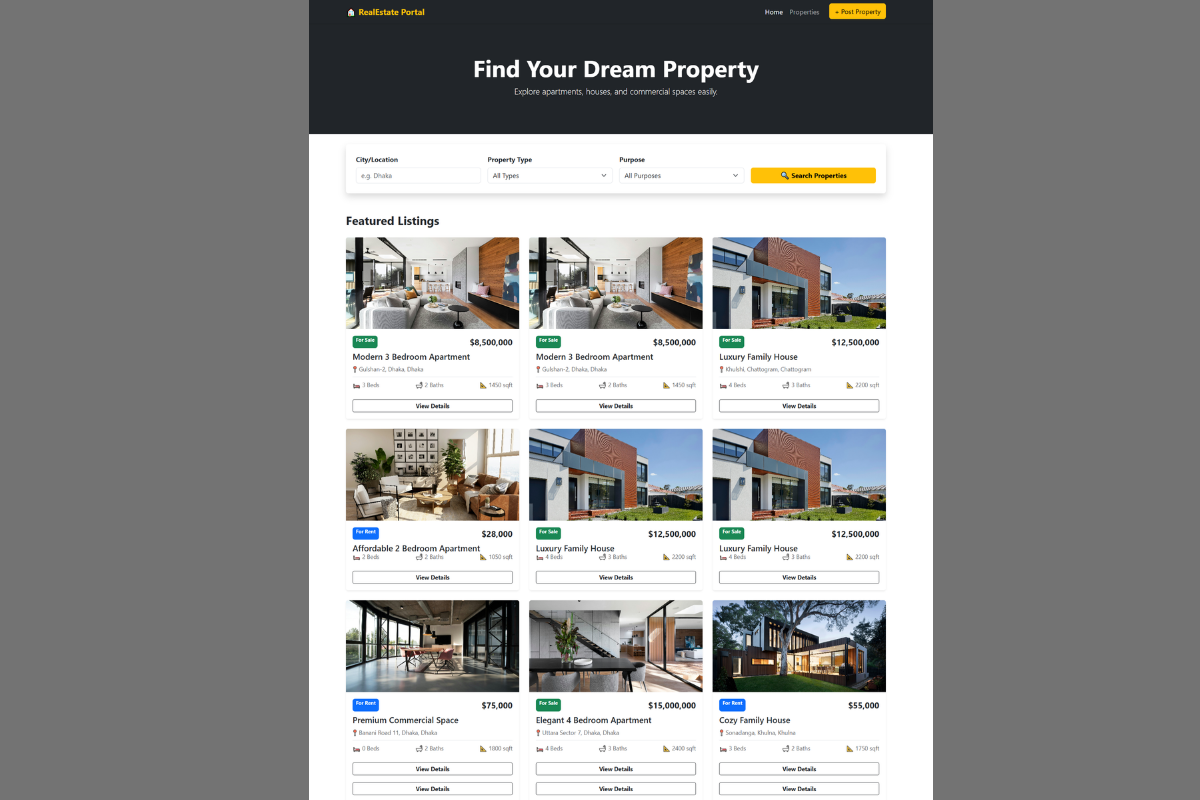 RealEstate Portal
Home Properties + Post Property
Find Your Dream Property
Explore apartments, houses, and commercial spaces easily.
City/Location Property Type Purpose
e.g. Dhaka All Types All Purposes Search Properties
Featured Listings
For Sale $8,500,000
Modern 3 Bedroom Apartment
Gulshan-2, Dhaka, Dhaka
3 Beds 2 Baths 1450 sqft
View Details
For Sale $8,500,000
Modern 3 Bedroom Apartment
Gulshan-2, Dhaka, Dhaka
3 Beds 2 Baths 1450 sqft
View Details
For Sale $12,500,000
Luxury Family House
Khulshi, Chattogram, Chattogram
4 Beds 3 Baths 2200 sqft
View Details
For Rent $28,000
Affordable 2 Bedroom Apartment
2 Beds 2 Baths 1050 sqft
View Details
For Sale $12,500,000
Luxury Family House
4 Beds 3 Baths 2200 sqft
View Details
For Sale $12,500,000
Luxury Family House
4 Beds 3 Baths 2200 sqft
View Details
For Rent $75,000
Premium Commercial Space
Banani Road 11, Dhaka, Dhaka
0 Beds 2 Baths 1800 sqft
View Details
View Details
For Sale $15,000,000
Elegant 4 Bedroom Apartment
Uttara Sector 7, Dhaka, Dhaka
4 Beds 3 Baths 2400 sqft
View Details
View Details
For Rent $55,000
Cozy Family House
Sonadanga, Khulna, Khulna
3 Beds 2 Baths 1750 sqft
View Details
View Details